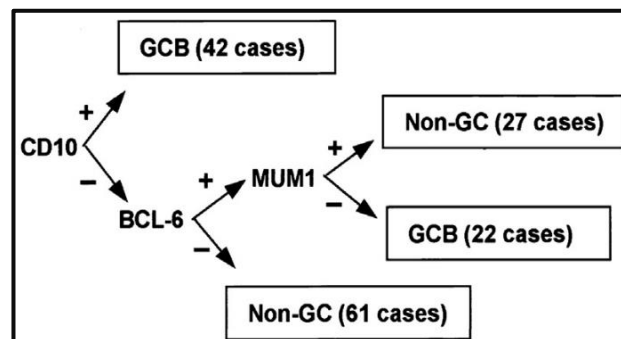 GCB (42 cases)
+
CD10
−
Non-GC (27 cases)
+
+
MUM1
−
BCL-6
−
GCB (22 cases)
Non-GC (61 cases)